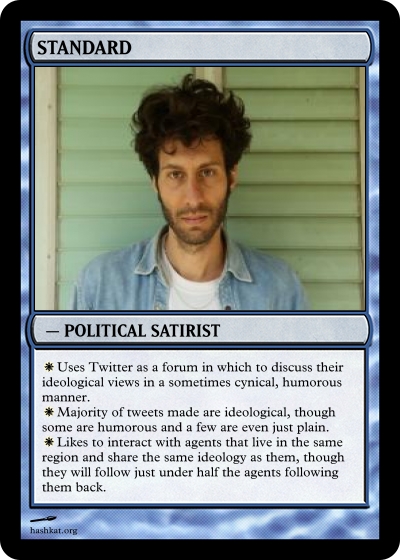 STANDARD
— POLITICAL SATIRIST
✷ Uses Twitter as a forum in which to discuss their
ideological views in a sometimes cynical, humorous
manner.
✷ Majority of tweets made are ideological, though
some are humorous and a few are even just plain.
✷ Likes to interact with agents that live in the same
region and share the same ideology as them, though
they will follow just under half the agents following
them back.
hashkat.org